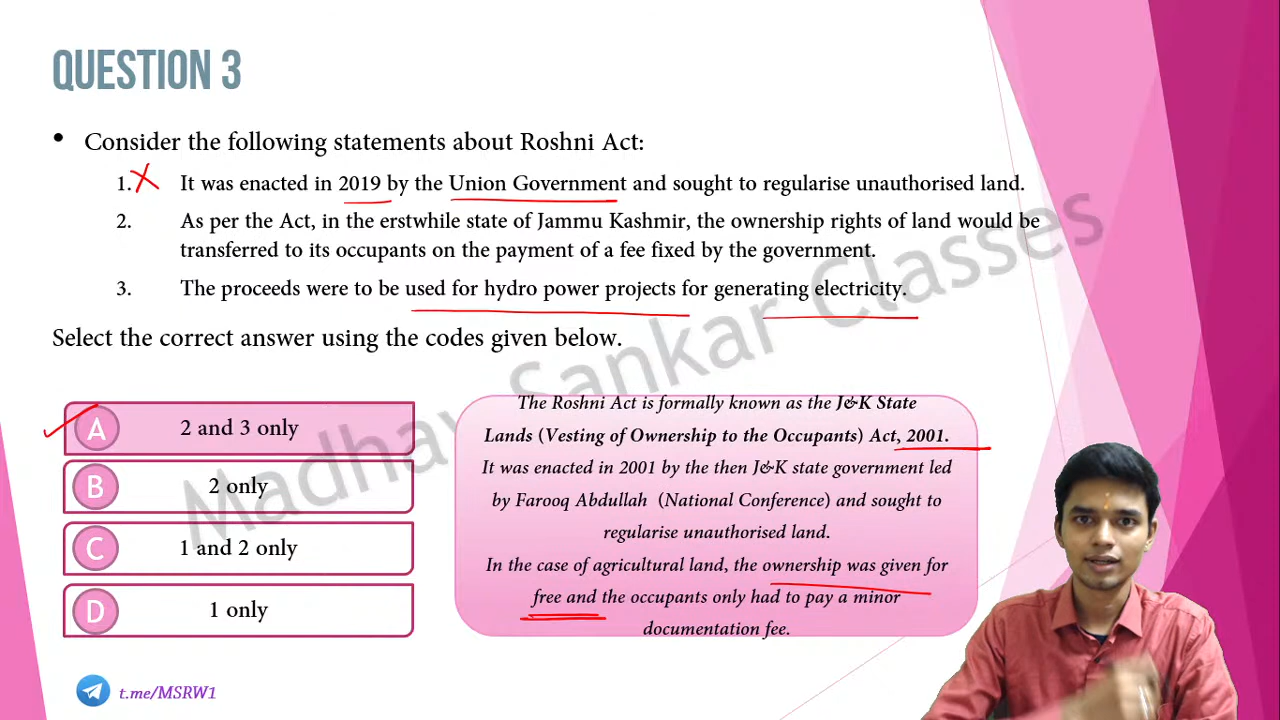 QUESTION 3
• Consider the following statements about Roshni Act:
1. It was enacted in 2019 by the Union Government and sought to regularise unauthorised land.
2. As per the Act, in the erstwhile state of Jammu Kashmir, the ownership rights of land would be
transferred to its occupants on the payment of a fee fixed by the government.
3. The proceeds were to be used for hydro power projects for generating electricity.
Select the correct answer using the codes given below.
A 2 and 3 only
B 2 only
C 1 and 2 only
D 1 only
The Roshni Act is formally known as the J&K State
Lands (Vesting of Ownership to the Occupants) Act, 2001.
It was enacted in 2001 by the then J&K state government led
by Farooq Abdullah (National Conference) and sought to
regularise unauthorised land.
In the case of agricultural land, the ownership was given for
free and the occupants only had to pay a minor
documentation fee.
Madhav Sankar Classes
t.me/MSRW1